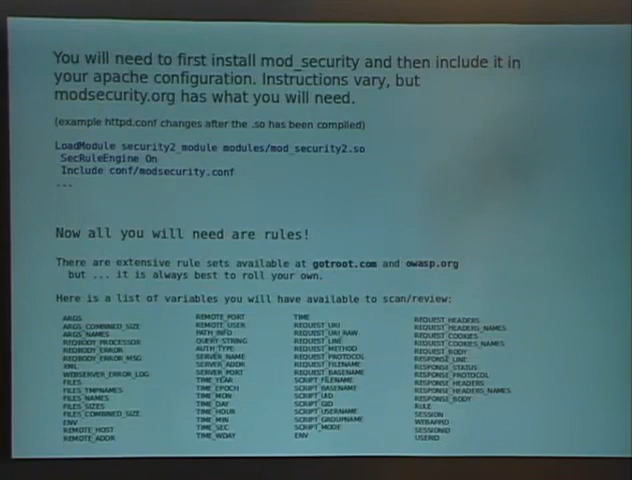 You will need to first install mod_security and then include it in
your apache configuration. Instructions vary, but
modsecurity.org has what you will need.
(example httpd.conf changes after the .so has been compiled)
LoadModule security2_module modules/mod_security2.so
SecRuleEngine On
Include conf/modsecurity.conf
...
Now all you will need are rules!
There are extensive rule sets available at gotroot.com and owasp.org
but ... it is always best to roll your own.
Here is a list of variables you will have available to scan/review:
ARGS
ARGS_COMBINED_SIZE
ARGS_NAMES
REQBODY_PROCESSOR
REQBODY_ERROR
REQBODY_ERROR_MSG
XML
WEBSERVER_ERROR_LOG
FILES
FILES_TMPNAMES
FILES_NAMES
FILES_SIZES
FILES_COMBINED_SIZE
ENV
REMOTE_HOST
REMOTE_ADDR
REMOTE_PORT
REMOTE_USER
PATH_INFO
QUERY_STRING
AUTH_TYPE
SERVER_NAME
SERVER_ADDR
SERVER_PORT
TIME_YEAR
TIME_EPOCH
TIME_MON
TIME_DAY
TIME_HOUR
TIME_MIN
TIME_SEC
TIME_WDAY
TIME
REQUEST_URI
REQUEST_URI_RAW
REQUEST_LINE
REQUEST_METHOD
REQUEST_PROTOCOL
REQUEST_FILENAME
REQUEST_BASENAME
SCRIPT_FILENAME
SCRIPT_BASENAME
SCRIPT_UID
SCRIPT_GID
SCRIPT_USERNAME
SCRIPT_GROUPNAME
SCRIPT_MODE
ENV
REQUEST_HEADERS
REQUEST_HEADERS_NAMES
REQUEST_COOKIES
REQUEST_COOKIES_NAMES
REQUEST_BODY
RESPONSE_LINE
RESPONSE_STATUS
RESPONSE_PROTOCOL
RESPONSE_HEADERS
RESPONSE_HEADERS_NAMES
RESPONSE_BODY
RULE
SESSION
WEBAPPID
SESSIONID
USERID